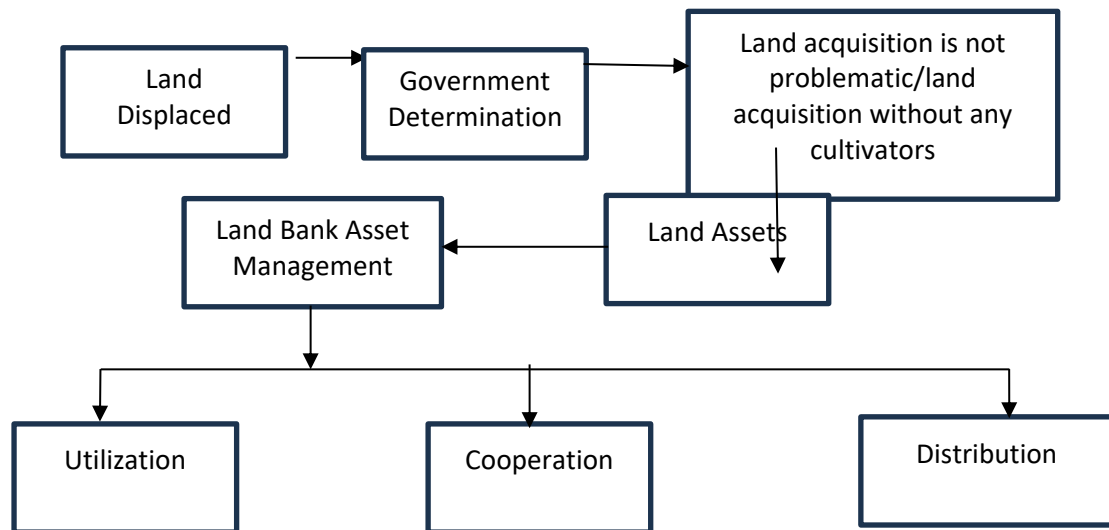 Land
Displaced
Government
Determination
Land acquisition is not
problematic/land
acquisition without any
cultivators
Land Bank Asset
Management
Land Assets
Utilization
Cooperation
Distribution